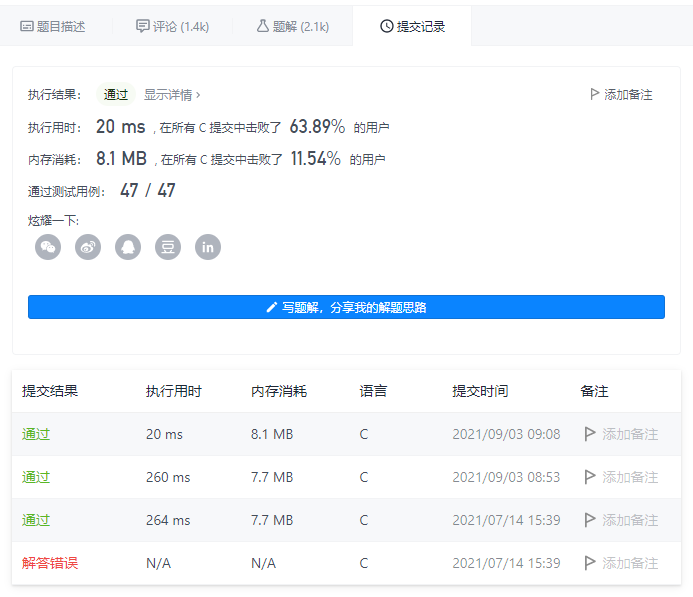 题目描述 评论 (1.4k) 题解 (2.1k) 提交记录
执行结果： 通过 显示详情 › 添加备注
执行用时： 20 ms , 在所有 C 提交中击败了 63.89% 的用户
内存消耗： 8.1 MB , 在所有 C 提交中击败了 11.54% 的用户
通过测试用例： 47 / 47
炫耀一下:
豆 in
写题解，分享我的解题思路
提交结果 执行用时 内存消耗 语言 提交时间 备注
通过 20 ms 8.1 MB C 2021/09/03 09:08 添加备注
通过 260 ms 7.7 MB C 2021/09/03 08:53 添加备注
通过 264 ms 7.7 MB C 2021/07/14 15:39 添加备注
解答错误 N/A N/A C 2021/07/14 15:39 添加备注